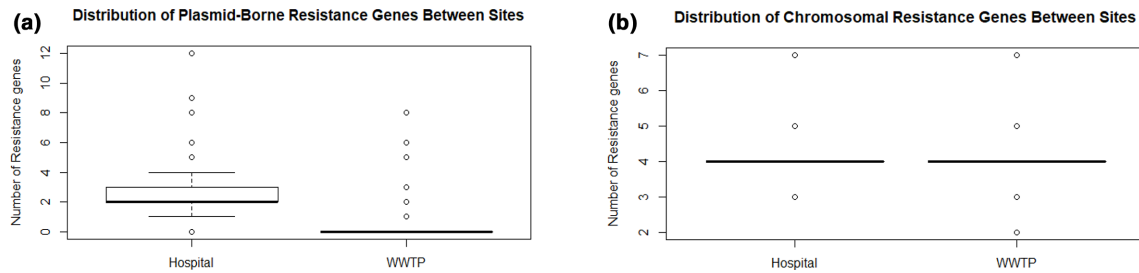 (a) Distribution of Plasmid-Borne Resistance Genes Between Sites
Number of Resistance genes
12
10
8
6
4
2
0
Hospital WWTP
(b) Distribution of Chromosomal Resistance Genes Between Sites
Number of Resistance genes
7
6
5
4
3
2
Hospital WWTP